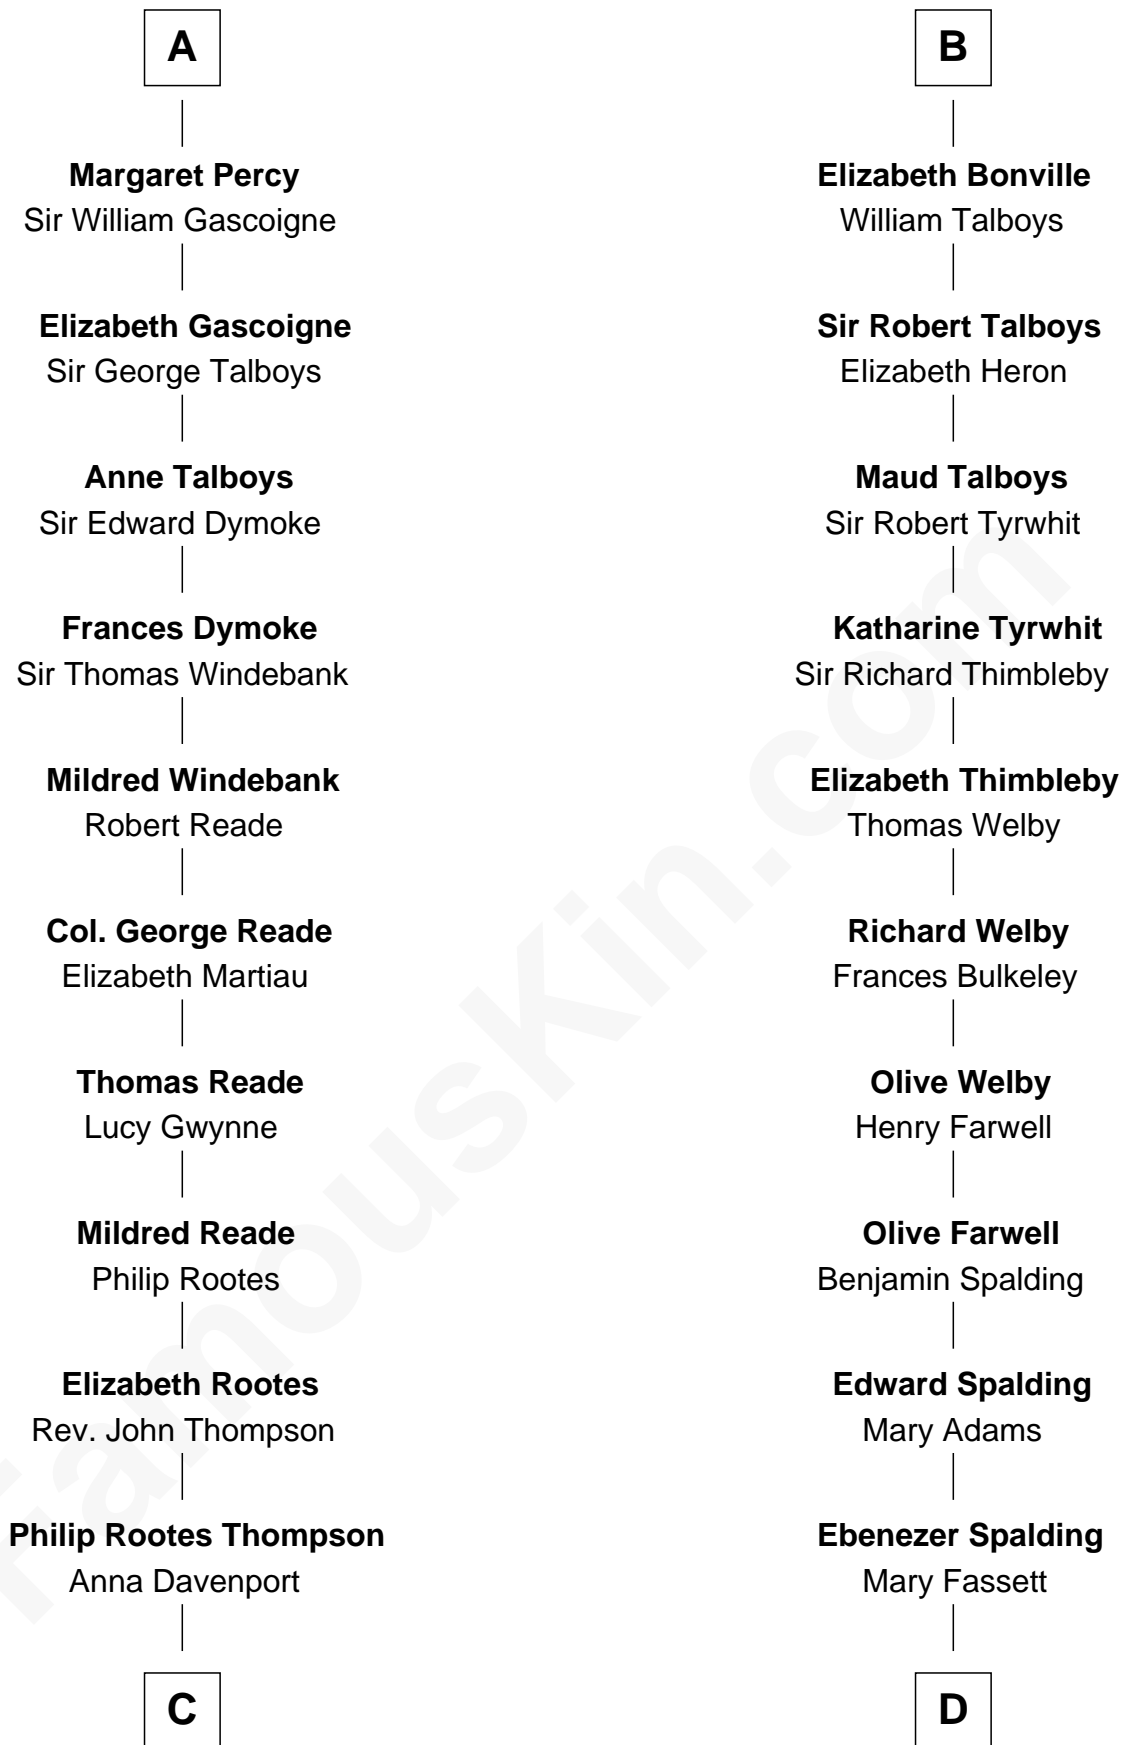 A
Margaret Percy
Sir William Gascoigne
Elizabeth Gascoigne
Sir George Talboys
Anne Talboys
Sir Edward Dymoke
Frances Dymoke
Sir Thomas Windebank
Mildred Windebank
Robert Reade
Col. George Reade
Elizabeth Martiau
Thomas Reade
Lucy Gwynne
Mildred Reade
Philip Rootes
Elizabeth Rootes
Rev. John Thompson
Philip Rootes Thompson
Anna Davenport
C
B
Elizabeth Bonville
William Talboys
Sir Robert Talboys
Elizabeth Heron
Maud Talboys
Sir Robert Tyrwhit
Katharine Tyrwhit
Sir Richard Thimbleby
Elizabeth Thimbleby
Thomas Welby
Richard Welby
Frances Bulkeley
Olive Welby
Henry Farwell
Olive Farwell
Benjamin Spalding
Edward Spalding
Mary Adams
Ebenezer Spalding
Mary Fassett
D
FamousKin.com